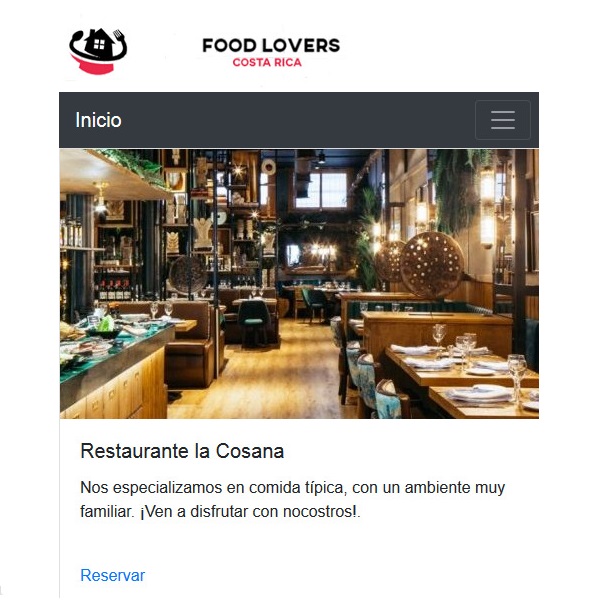 FOOD LOVERS
COSTA RICA
Inicio
Restaurante la Cosana
Nos especializamos en comida típica, con un ambiente muy
familiar. ¡Ven a disfrutar con nocostros!.
Reservar